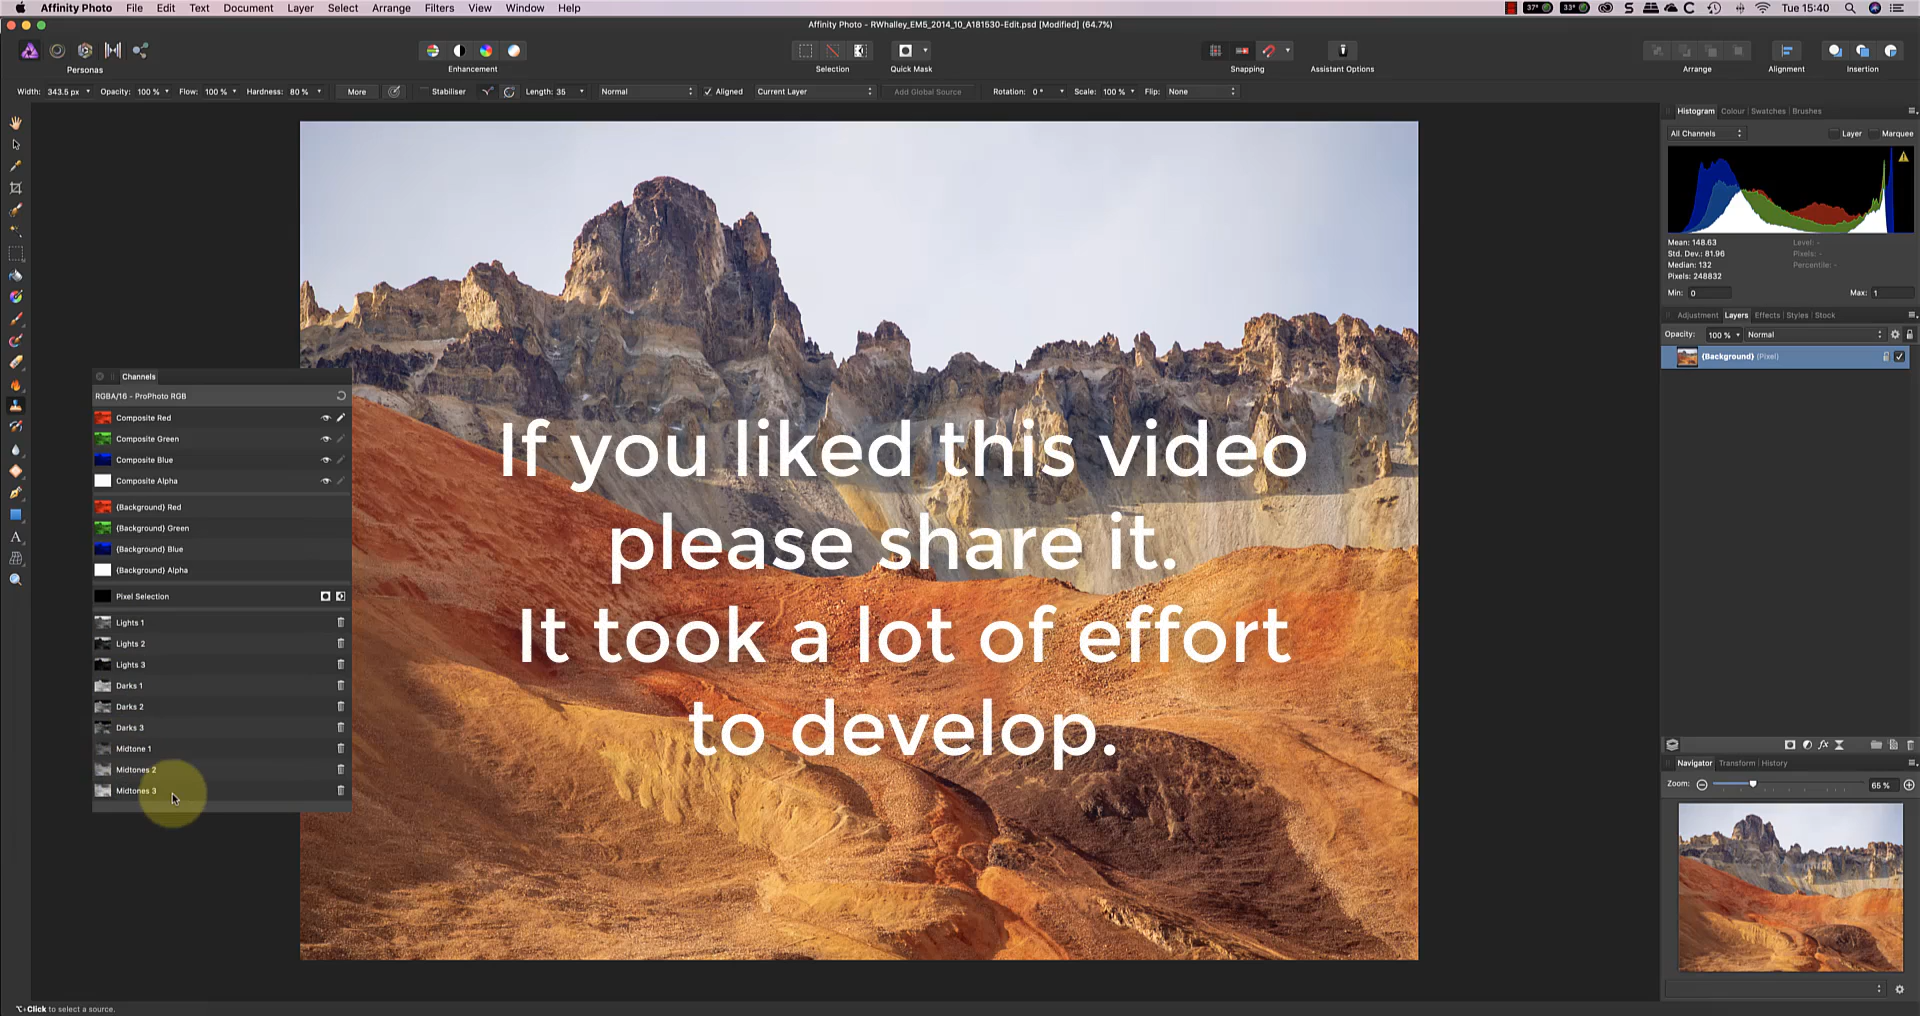 Affinity Photo File Edit Text Document Layer Select Arrange Filters View Window Help 37° 33° Tue 15:40
Affinity Photo - RWhalley_EM5_2014_10_A181530-Edit.psd [Modified] (64.7%)
Personas Enhancement Selection Quick Mask Snapping Assistant Options Arrange Alignment Insertion
Width: 343.5 px Opacity: 100 % Flow: 100 % Hardness: 80 % More Stabiliser Length: 35 Normal Aligned Current Layer Add Global Source Rotation: 0° Scale: 100 % Flip: None
Histogram Colour Swatches Brushes
All Channels Layer Marquee
Mean: 148.63 Level: -
Std. Dev.: 81.96 Pixels: -
Median: 132 Percentile: -
Pixels: 248832
Min: 0 Max: 1
Adjustment Layers Effects Styles Stock
Opacity: 100 % Normal
(Background) (Pixel)
Channels
RGBA/16 - ProPhoto RGB
Composite Red
Composite Green
Composite Blue
Composite Alpha
(Background) Red
(Background) Green
(Background) Blue
(Background) Alpha
Pixel Selection
Lights 1
Lights 2
Lights 3
Darks 1
Darks 2
Darks 3
Midtone 1
Midtones 2
Midtones 3
If you liked this video
please share it.
It took a lot of effort
to develop.
fx
Navigator Transform History
Zoom: 65 %
⌥+Click to select a source.